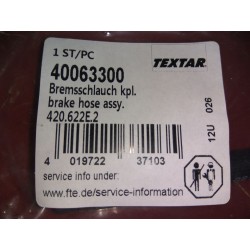 1 ST/PC
TEXTAR
40063300
Bremsschlauch kpl.
brake hose assy.
420.622E.2
12U 026
4 019722 37103
service info under:
www.fte.de/service-information